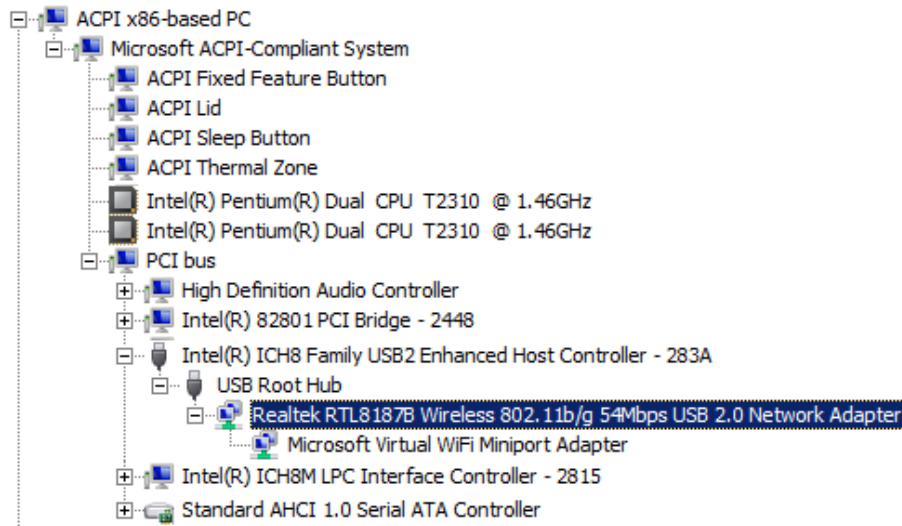 ACPI x86-based PC
Microsoft ACPI-Compliant System
ACPI Fixed Feature Button
ACPI Lid
ACPI Sleep Button
ACPI Thermal Zone
Intel(R) Pentium(R) Dual  CPU  T2310  @ 1.46GHz
Intel(R) Pentium(R) Dual  CPU  T2310  @ 1.46GHz
PCI bus
High Definition Audio Controller
Intel(R) 82801 PCI Bridge - 2448
Intel(R) ICH8 Family USB2 Enhanced Host Controller - 283A
USB Root Hub
Realtek RTL8187B Wireless 802.11b/g 54Mbps USB 2.0 Network Adapter
Microsoft Virtual WiFi Miniport Adapter
Intel(R) ICH8M LPC Interface Controller - 2815
Standard AHCI 1.0 Serial ATA Controller